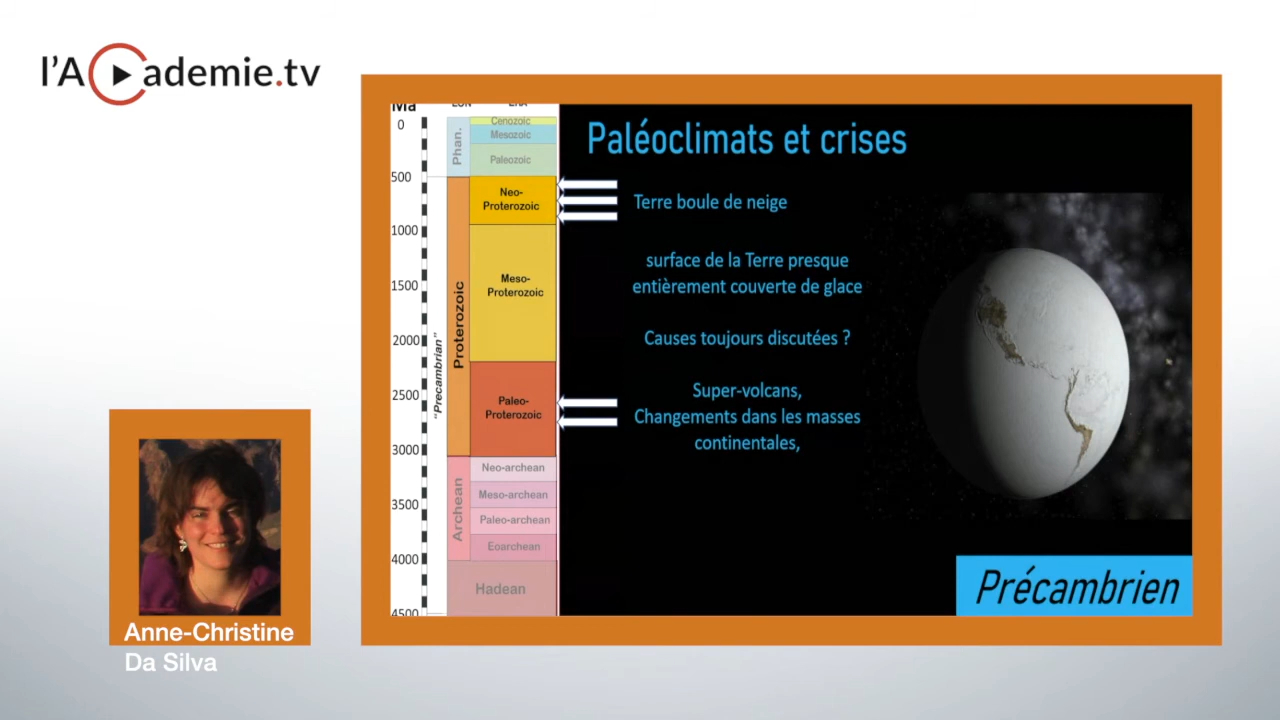 l'Académie.tv
Ma
EON
ERA
0
500
1000
1500
2000
2500
3000
3500
4000
4500
"Precambrian"
Phan.
Proterozoic
Archean
Cenozoic
Mesozoic
Paleozoic
Neo-
Proterozoic
Meso-
Proterozoic
Paleo-
Proterozoic
Neo-archean
Meso-archean
Paleo-archean
Eoarchean
Hadean
Paléoclimats et crises
Terre boule de neige
surface de la Terre presque
entièrement couverte de glace
Causes toujours discutées ?
Super-volcans,
Changements dans les masses
continentales,
Précambrien
Anne-Christine
Da Silva